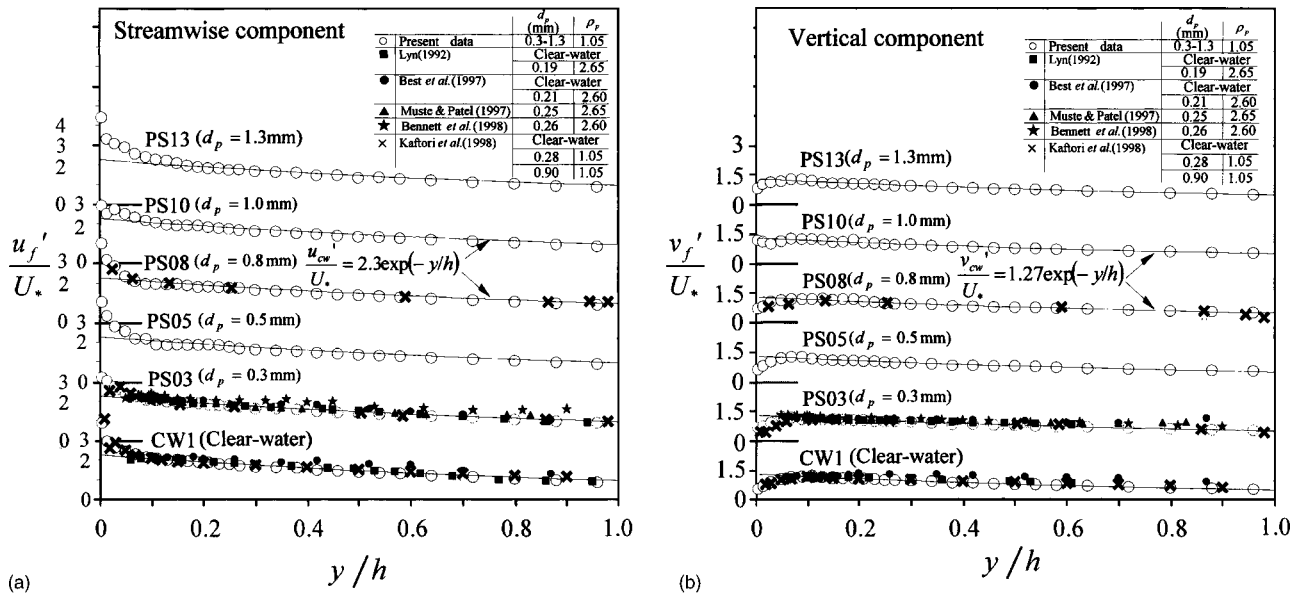 Streamwise component
d_p (mm) ρ_p
○ Present data 0.3-1.3 1.05
■ Lyn(1992) Clear-water
0.19 2.65
● Best et al.(1997) Clear-water
0.21 2.60
▲ Muste & Patel (1997) 0.25 2.65
★ Bennett et al.(1998) 0.26 2.60
× Kaftori et al.(1998) Clear-water
0.28 1.05
0.90 1.05
4
PS13 (d_p = 1.3mm)
2
0 3
PS10 (d_p = 1.0 mm)
2
u_f'/U_*
3 0
PS08 (d_p = 0.8 mm) u_cw'/U_* = 2.3exp(− y/h)
2
0 3
PS05 (d_p = 0.5 mm)
2
3 0
PS03 (d_p = 0.3 mm)
2
0 3
CW1 (Clear-water)
2
0
0 0.2 0.4 0.6 0.8 1.0
y/h
(a)
Vertical component
d_p (mm) ρ_p
○ Present data 0.3-1.3 1.05
■ Lyn(1992) Clear-water
0.19 2.65
● Best et al.(1997) Clear-water
0.21 2.60
▲ Muste & Patel (1997) 0.25 2.65
★ Bennett et al.(1998) 0.26 2.60
× Kaftori et al.(1998) Clear-water
0.28 1.05
0.90 1.05
3
PS13(d_p = 1.3mm)
1.5
0
PS10(d_p = 1.0 mm)
1.5
v_f'/U_*
0
PS08(d_p = 0.8 mm) v_cw'/U_* = 1.27exp(− y/h)
1.5
0
PS05(d_p = 0.5 mm)
1.5
0
PS03(d_p = 0.3 mm)
1.5
0
CW1 (Clear-water)
1.5
0
0 0.2 0.4 0.6 0.8 1.0
y/h
(b)